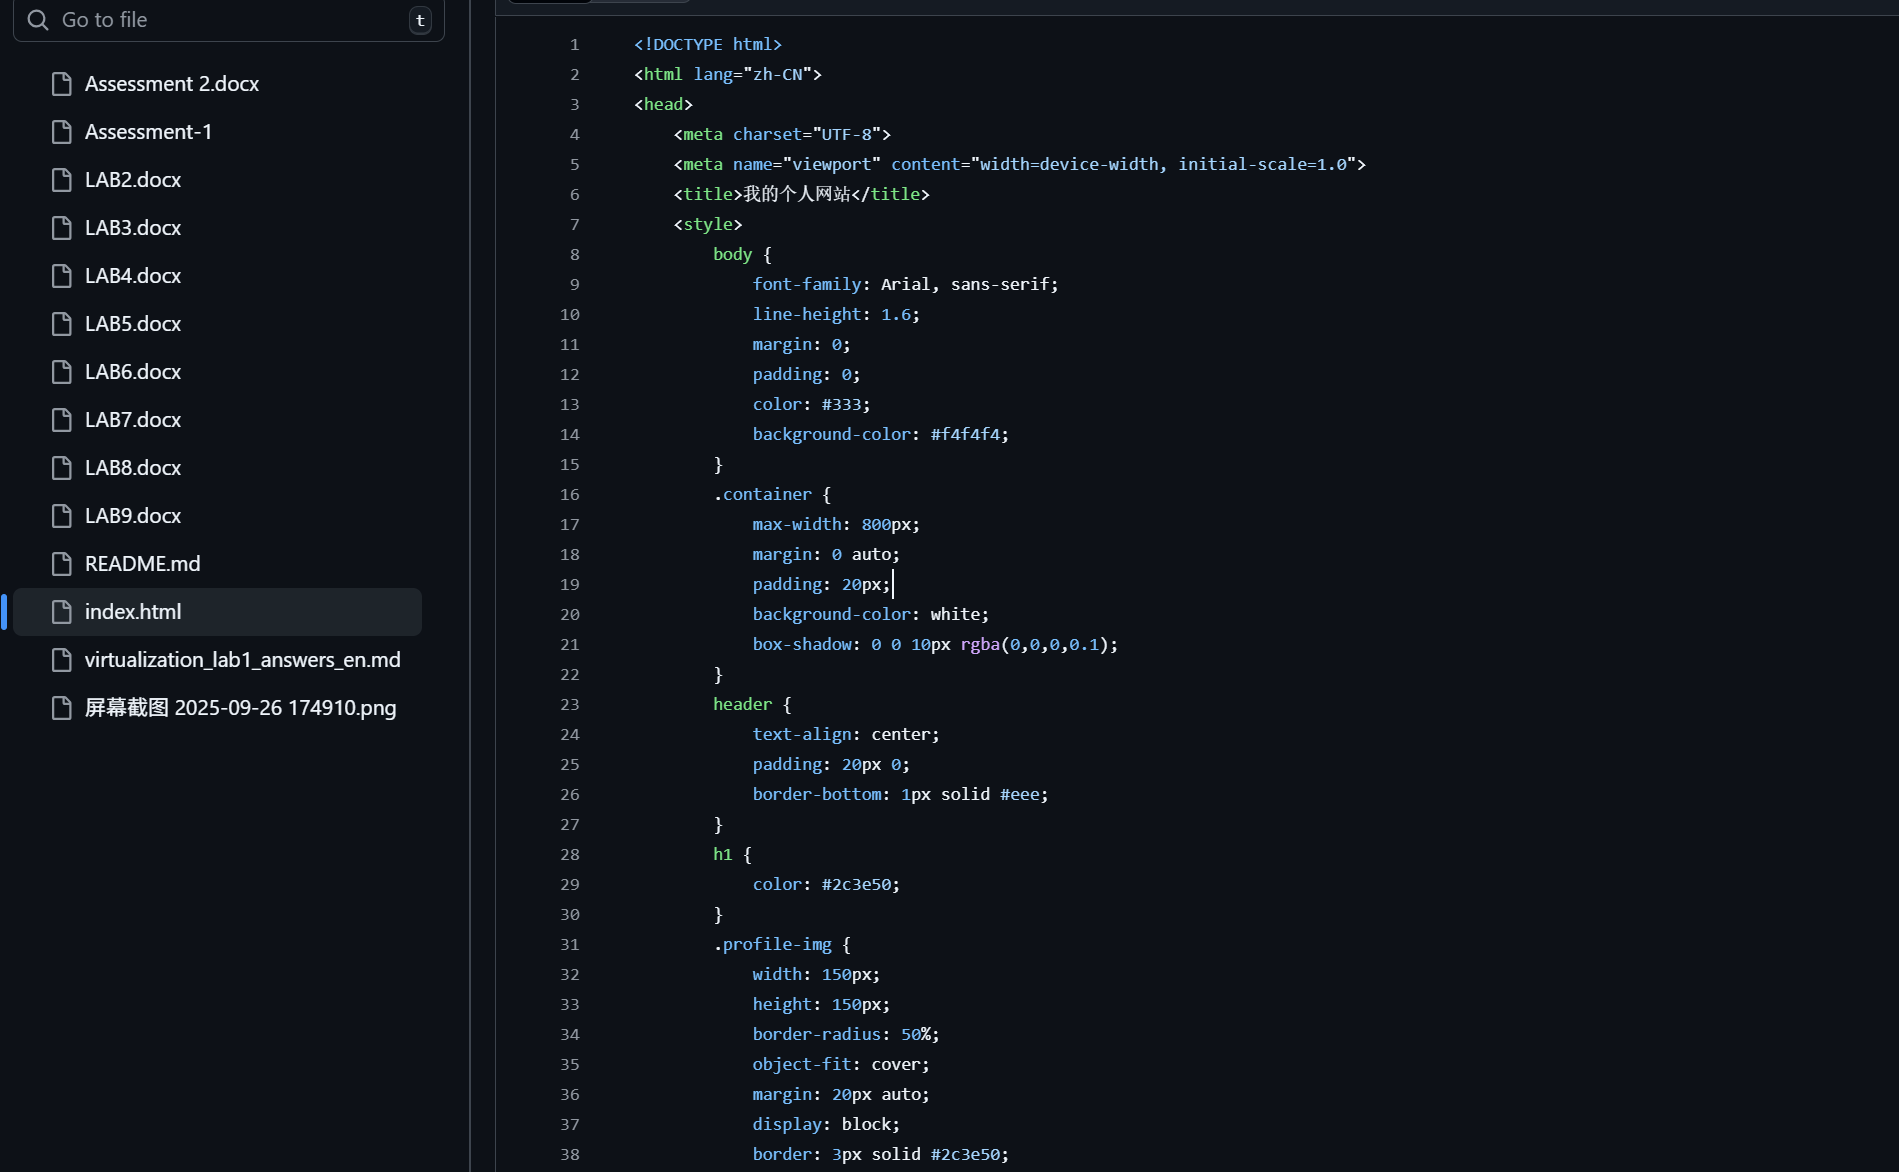 Go to file
t
Assessment 2.docx
Assessment-1
LAB2.docx
LAB3.docx
LAB4.docx
LAB5.docx
LAB6.docx
LAB7.docx
LAB8.docx
LAB9.docx
README.md
index.html
virtualization_lab1_answers_en.md
屏幕截图 2025-09-26 174910.png
1 <!DOCTYPE html>
2 <html lang="zh-CN">
3 <head>
4     <meta charset="UTF-8">
5     <meta name="viewport" content="width=device-width, initial-scale=1.0">
6     <title>我的个人网站</title>
7     <style>
8         body {
9             font-family: Arial, sans-serif;
10             line-height: 1.6;
11             margin: 0;
12             padding: 0;
13             color: #333;
14             background-color: #f4f4f4;
15         }
16         .container {
17             max-width: 800px;
18             margin: 0 auto;
19             padding: 20px;
20             background-color: white;
21             box-shadow: 0 0 10px rgba(0,0,0,0.1);
22         }
23         header {
24             text-align: center;
25             padding: 20px 0;
26             border-bottom: 1px solid #eee;
27         }
28         h1 {
29             color: #2c3e50;
30         }
31         .profile-img {
32             width: 150px;
33             height: 150px;
34             border-radius: 50%;
35             object-fit: cover;
36             margin: 20px auto;
37             display: block;
38             border: 3px solid #2c3e50;